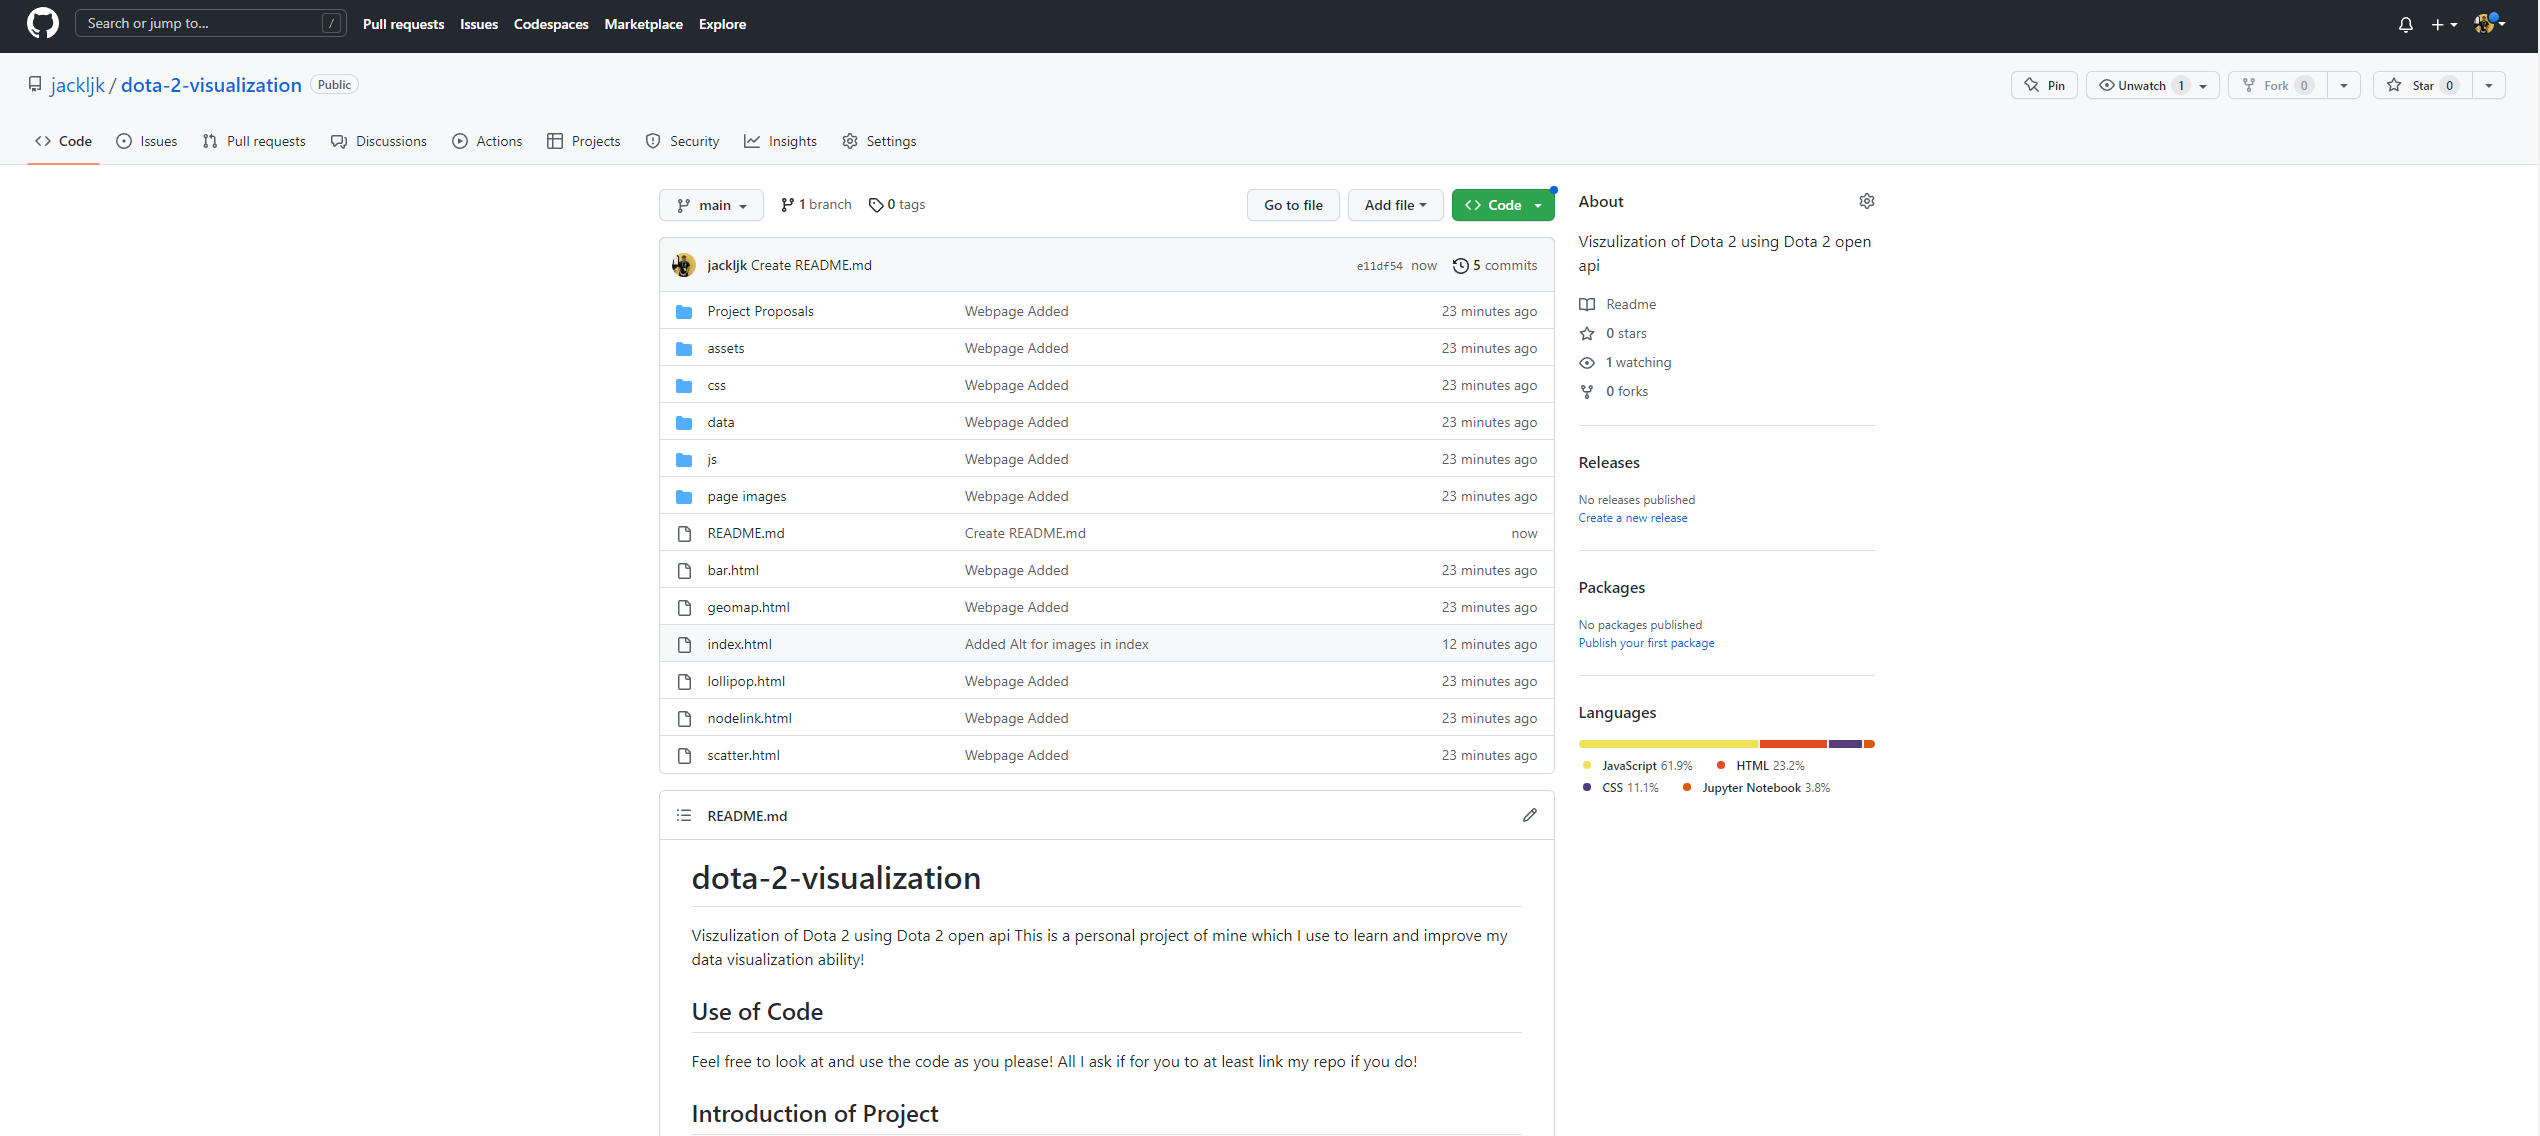 Search or jump to... /
Pull requests Issues Codespaces Marketplace Explore
jackljk / dota-2-visualization Public
Pin Unwatch 1 Fork 0 Star 0
Code Issues Pull requests Discussions Actions Projects Security Insights Settings
main 1 branch 0 tags Go to file Add file Code
jackljk Create README.md e11df54 now 5 commits
Project Proposals Webpage Added 23 minutes ago
assets Webpage Added 23 minutes ago
css Webpage Added 23 minutes ago
data Webpage Added 23 minutes ago
js Webpage Added 23 minutes ago
page images Webpage Added 23 minutes ago
README.md Create README.md now
bar.html Webpage Added 23 minutes ago
geomap.html Webpage Added 23 minutes ago
index.html Added Alt for images in index 12 minutes ago
lollipop.html Webpage Added 23 minutes ago
nodelink.html Webpage Added 23 minutes ago
scatter.html Webpage Added 23 minutes ago
README.md
dota-2-visualization
Viszulization of Dota 2 using Dota 2 open api This is a personal project of mine which I use to learn and improve my
data visualization ability!
Use of Code
Feel free to look at and use the code as you please! All I ask if for you to at least link my repo if you do!
Introduction of Project
About
Viszulization of Dota 2 using Dota 2 open
api
Readme
0 stars
1 watching
0 forks
Releases
No releases published
Create a new release
Packages
No packages published
Publish your first package
Languages
JavaScript 61.9% HTML 23.2%
CSS 11.1% Jupyter Notebook 3.8%